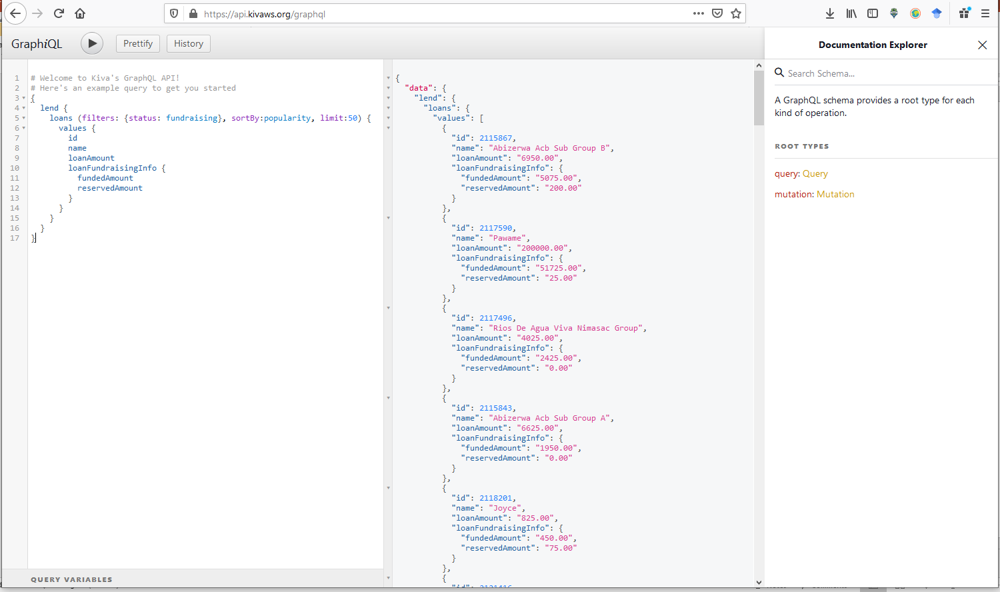 https://api.kivaws.org/graphql
GraphiQL
Prettify
History
1 # Welcome to Kiva's GraphQL API!
2 # Here's an example query to get you started
3 {
4 lend {
5 loans (filters: {status: fundraising}, sortBy:popularity, limit:50) {
6 values {
7 id
8 name
9 loanAmount
10 loanFundraisingInfo {
11 fundedAmount
12 reservedAmount
13 }
14 }
15 }
16 }
17 }
QUERY VARIABLES
{
"data": {
"lend": {
"loans": {
"values": [
{
"id": 2115867,
"name": "Abizerwa Acb Sub Group B",
"loanAmount": "6950.00",
"loanFundraisingInfo": {
"fundedAmount": "5075.00",
"reservedAmount": "200.00"
}
},
{
"id": 2117590,
"name": "Pawame",
"loanAmount": "200000.00",
"loanFundraisingInfo": {
"fundedAmount": "51725.00",
"reservedAmount": "25.00"
}
},
{
"id": 2117496,
"name": "Rios De Agua Viva Nimasac Group",
"loanAmount": "4025.00",
"loanFundraisingInfo": {
"fundedAmount": "2425.00",
"reservedAmount": "0.00"
}
},
{
"id": 2115843,
"name": "Abizerwa Acb Sub Group A",
"loanAmount": "6625.00",
"loanFundraisingInfo": {
"fundedAmount": "1950.00",
"reservedAmount": "0.00"
}
},
{
"id": 2118201,
"name": "Joyce",
"loanAmount": "825.00",
"loanFundraisingInfo": {
"fundedAmount": "450.00",
"reservedAmount": "75.00"
}
},
{
Documentation Explorer
Search Schema...
A GraphQL schema provides a root type for each
kind of operation.
ROOT TYPES
query: Query
mutation: Mutation